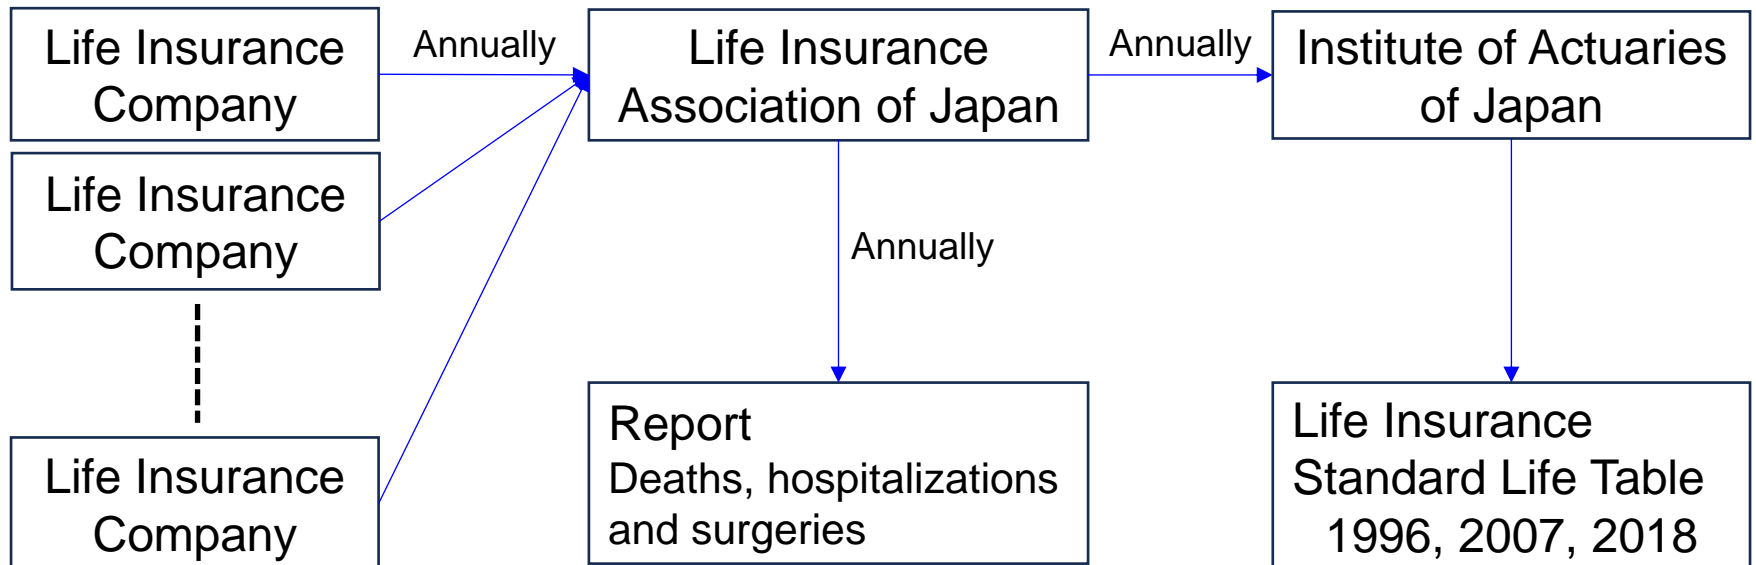 Life Insurance
Company
Annually
Life Insurance
Association of Japan
Annually
Institute of Actuaries
of Japan
Life Insurance
Company
Annually
Life Insurance
Company
Report
Deaths, hospitalizations
and surgeries
Life Insurance
Standard Life Table
1996, 2007, 2018